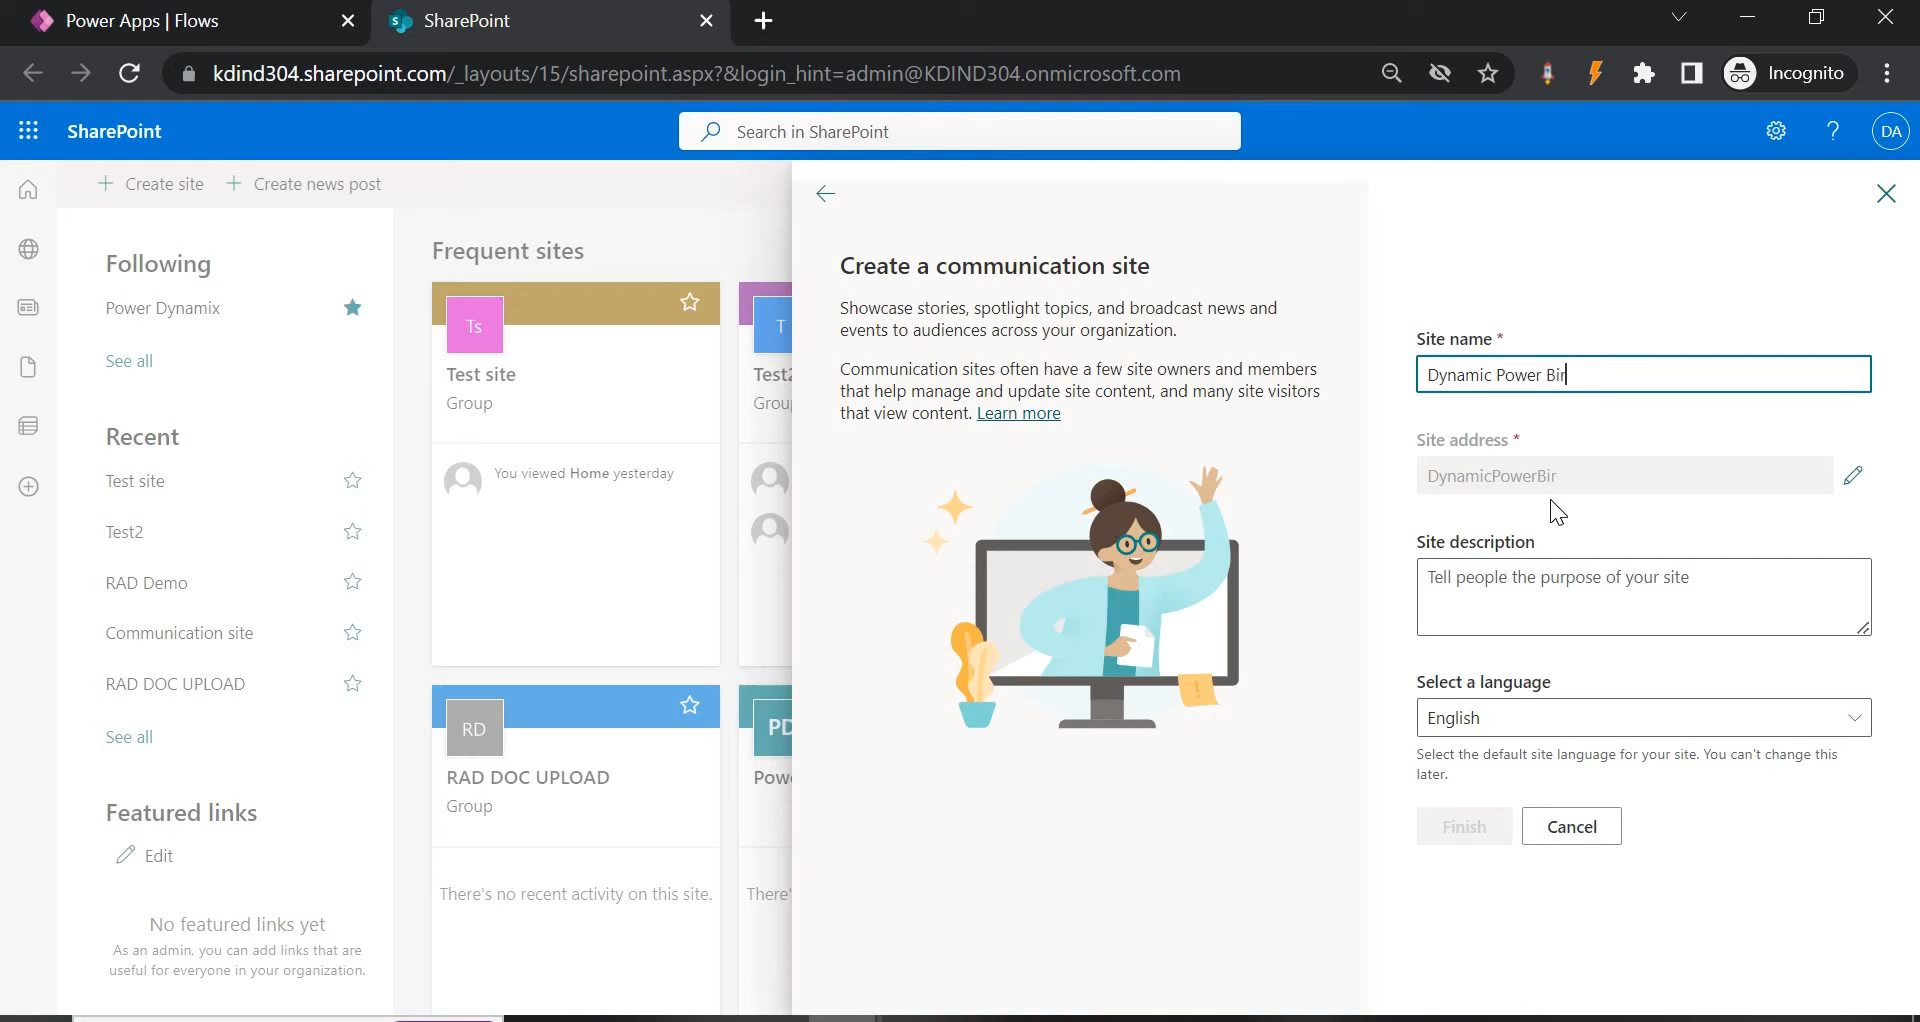 Power Apps | Flows
SharePoint
kdind304.sharepoint.com/_layouts/15/sharepoint.aspx?&login_hint=admin@KDIND304.onmicrosoft.com
Incognito
SharePoint
Search in SharePoint
?
DA
+ Create site
+ Create news post
Following
Power Dynamix
See all
Recent
Test site
Test2
RAD Demo
Communication site
RAD DOC UPLOAD
See all
Featured links
Edit
No featured links yet
As an admin, you can add links that are
useful for everyone in your organization.
Frequent sites
Ts
Test site
Group
You viewed Home yesterday
T
Test2
Grou
RD
RAD DOC UPLOAD
Group
There's no recent activity on this site.
PD
Pow
There'
Create a communication site
Showcase stories, spotlight topics, and broadcast news and
events to audiences across your organization.
Communication sites often have a few site owners and members
that help manage and update site content, and many site visitors
that view content. Learn more
Site name *
Dynamic Power Bir
Site address *
DynamicPowerBir
Site description
Tell people the purpose of your site
Select a language
English
Select the default site language for your site. You can't change this
later.
Finish
Cancel